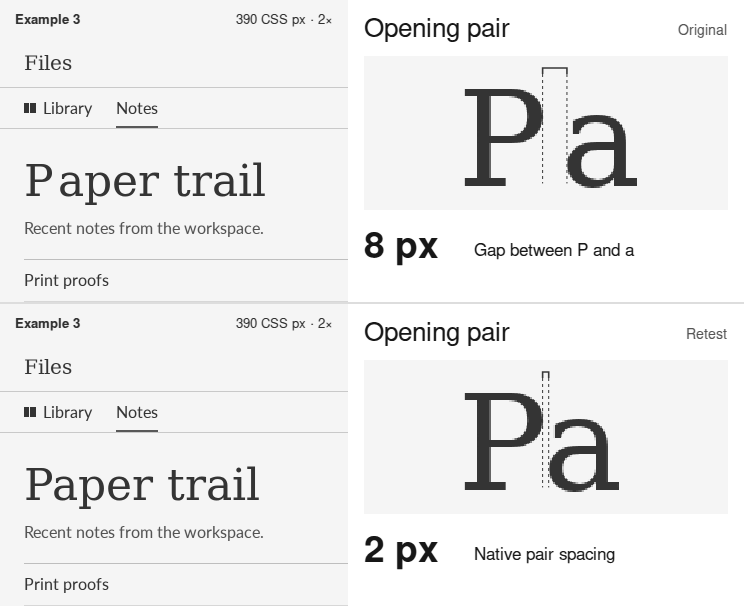 Example 3 390 CSS px · 2×
Files
Library Notes
P aper trail
Recent notes from the workspace.
Print proofs
Opening pair Original
Pa
8 px Gap between P and a
Example 3 390 CSS px · 2×
Files
Library Notes
Paper trail
Recent notes from the workspace.
Print proofs
Opening pair Retest
Pa
2 px Native pair spacing